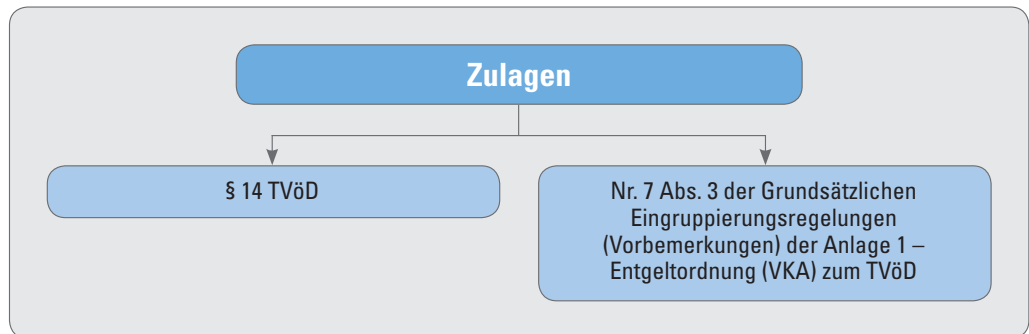 Zulagen
§ 14 TVöD
Nr. 7 Abs. 3 der Grundsätzlichen
Eingruppierungsregelungen
(Vorbemerkungen) der Anlage 1 –
Entgeltordnung (VKA) zum TVöD